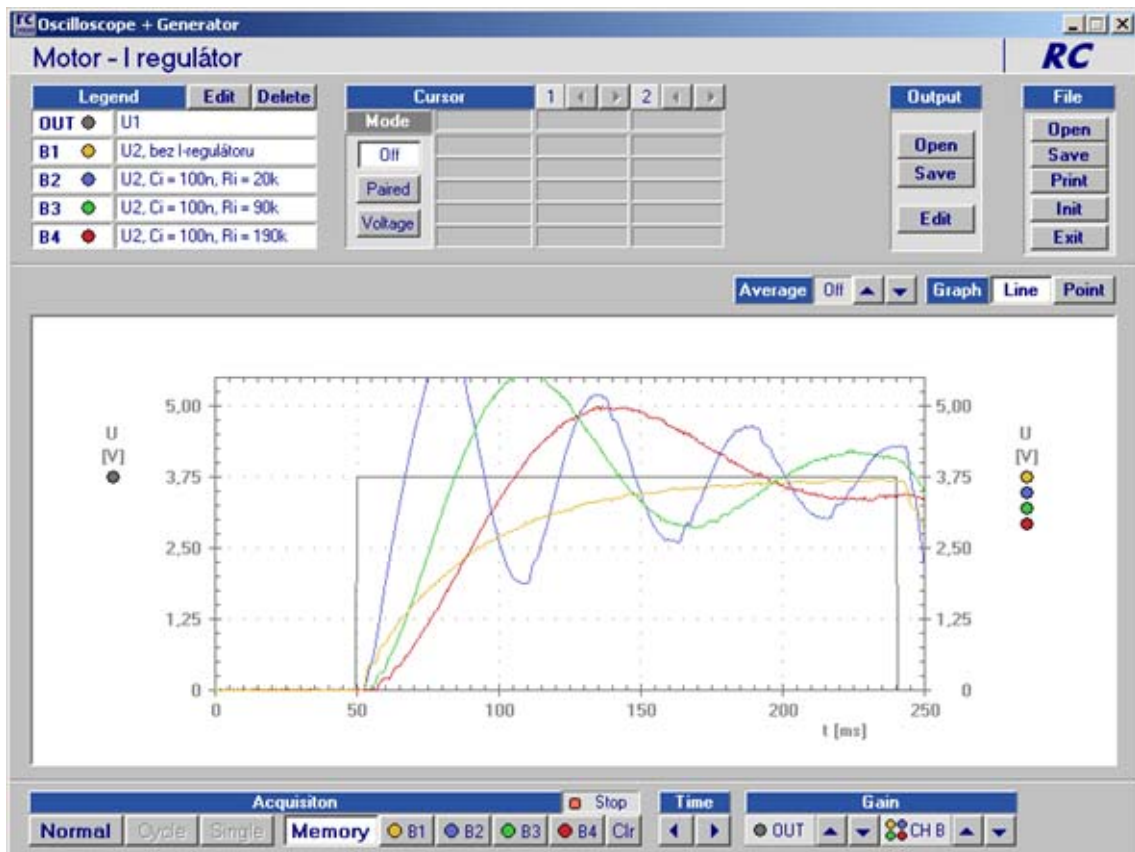 RC Oscilloscope + Generator
Motor - I regulátor
RC
Legend Edit Delete
OUT U1
B1 U2, bez I-regulátoru
B2 U2, Ci = 100n, Ri = 20k
B3 U2, Ci = 100n, Ri = 90k
B4 U2, Ci = 100n, Ri = 190k
Cursor 1 2
Mode
Off
Paired
Voltage
Output
Open
Save
Edit
File
Open
Save
Print
Init
Exit
Average Off Graph Line Point
U
[V]
5,00
3,75
2,50
1,25
0
0 50 100 150 200 250
t [ms]
5,00
3,75
2,50
1,25
0
U
[V]
Acquisiton Stop
Normal Cycle Single Memory B1 B2 B3 B4 Clr
Time
Gain
OUT CH B